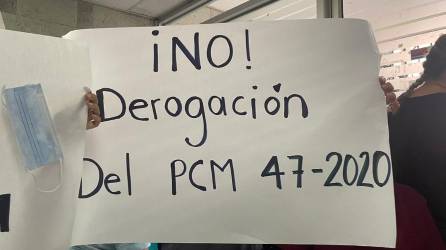 ¡NO!
Derogación
Del PCM 47-2020